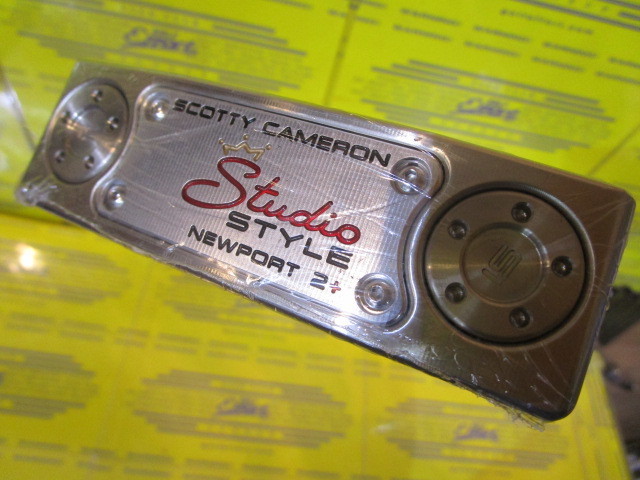 SCOTTY CAMERON
Studio
STYLE
NEWPORT 2+